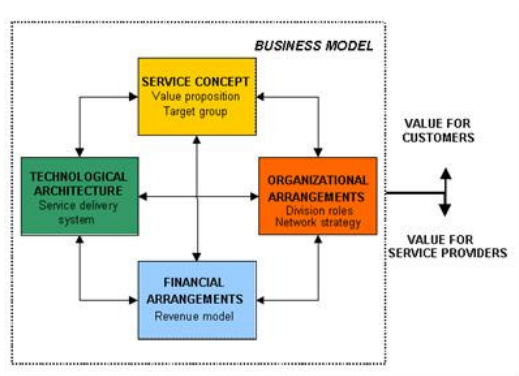 BUSINESS MODEL
SERVICE CONCEPT
Value proposition
Target group
TECHNOLOGICAL
ARCHITECTURE
Service delivery
system
ORGANIZATIONAL
ARRANGEMENTS
Division roles
Network strategy
FINANCIAL
ARRANGEMENTS
Revenue model
VALUE FOR
CUSTOMERS
VALUE FOR
SERVICE PROVIDERS